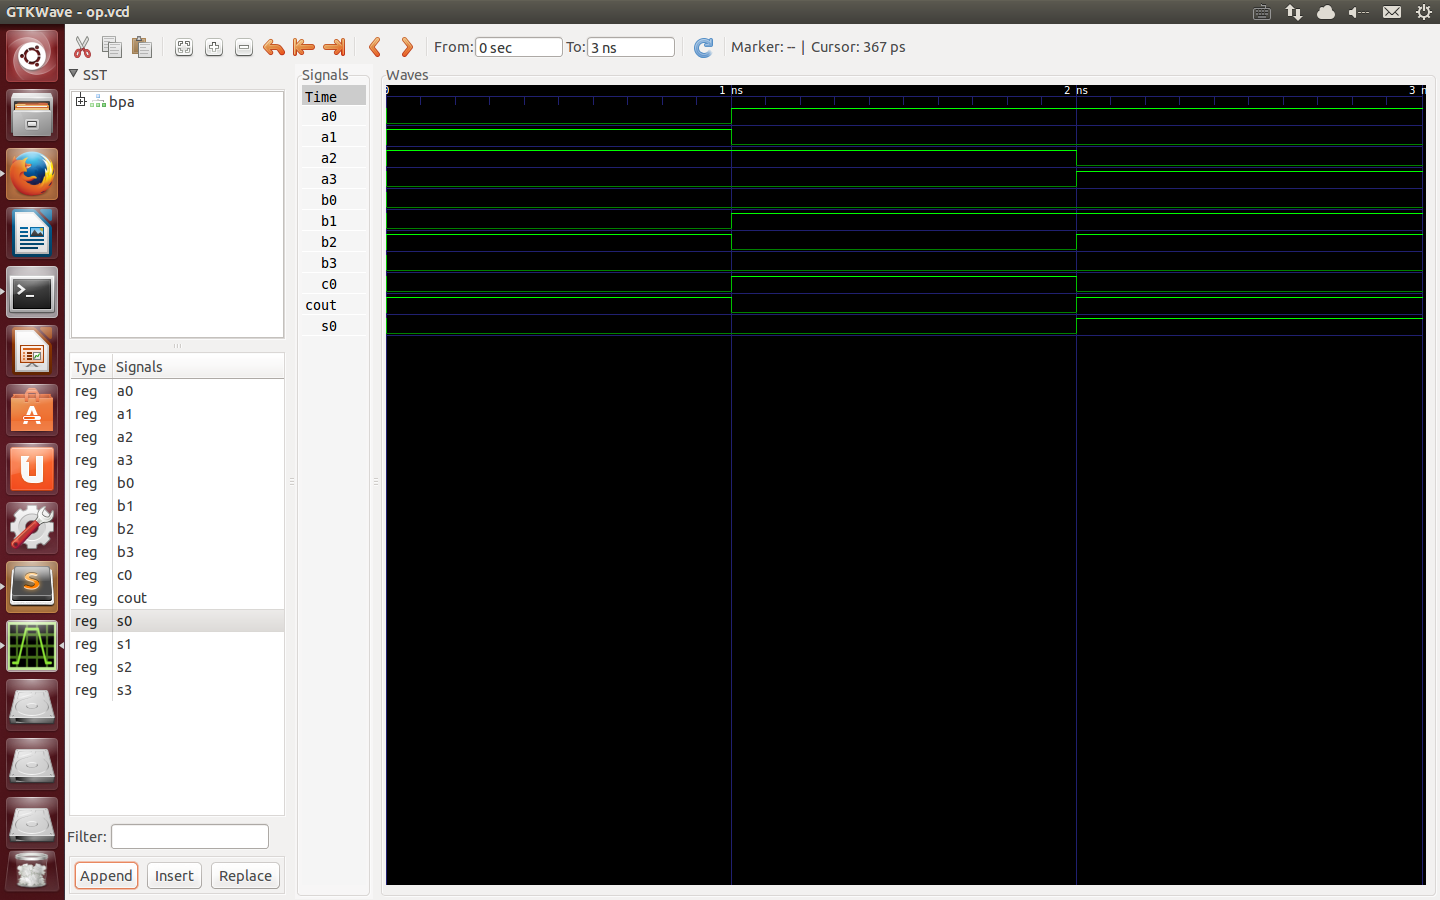 GTKWave - op.vcd
From: 0 sec To: 3 ns Marker: -- | Cursor: 367 ps
SST
bpa
Type Signals
reg a0
reg a1
reg a2
reg a3
reg b0
reg b1
reg b2
reg b3
reg c0
reg cout
reg s0
reg s1
reg s2
reg s3
Filter:
Append Insert Replace
Signals
Time
a0
a1
a2
a3
b0
b1
b2
b3
c0
cout
s0
Waves
0 1 ns 2 ns 3 n